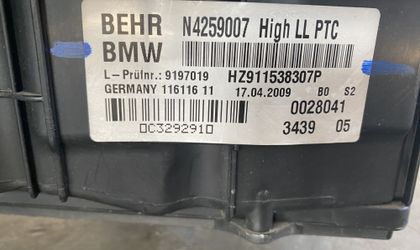 BEHR N4259007 High LL PTC
BMW
L-Prüfnr.: 9197019 HZ911538307P
GERMANY 116116 11 17.04.2009 B0 S2
0028041
0C3292910 3439 05